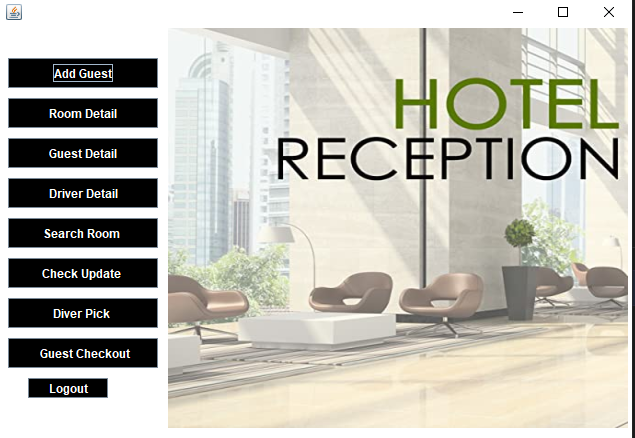 Add Guest
Room Detail
Guest Detail
Driver Detail
Search Room
Check Update
Diver Pick
Guest Checkout
Logout
HOTEL
RECEPTION